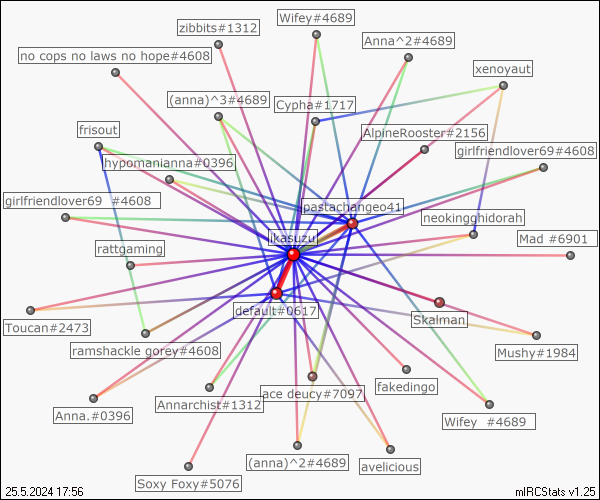 zibbits#1312
Wifey#4689
Anna^2#4689
no cops no laws no hope#4608
xenoyaut
(anna)^3#4689
Cypha#1717
frisout
AlpineRooster#2156
girlfriendlover69#4608
hypomanianna#0396
girlfriendlover69  #4608
pastachangeo41
neokingghidorah
ikasuzu
Mad #6901
rattgaming
default#0617
Skalman
Toucan#2473
ramshackle gorey#4608
Mushy#1984
fakedingo
ace deucy#7097
Anna.#0396
Annarchist#1312
Wifey  #4689
(anna)^2#4689
avelicious
Soxy Foxy#5076
25.5.2024 17:56
mIRCStats v1.25